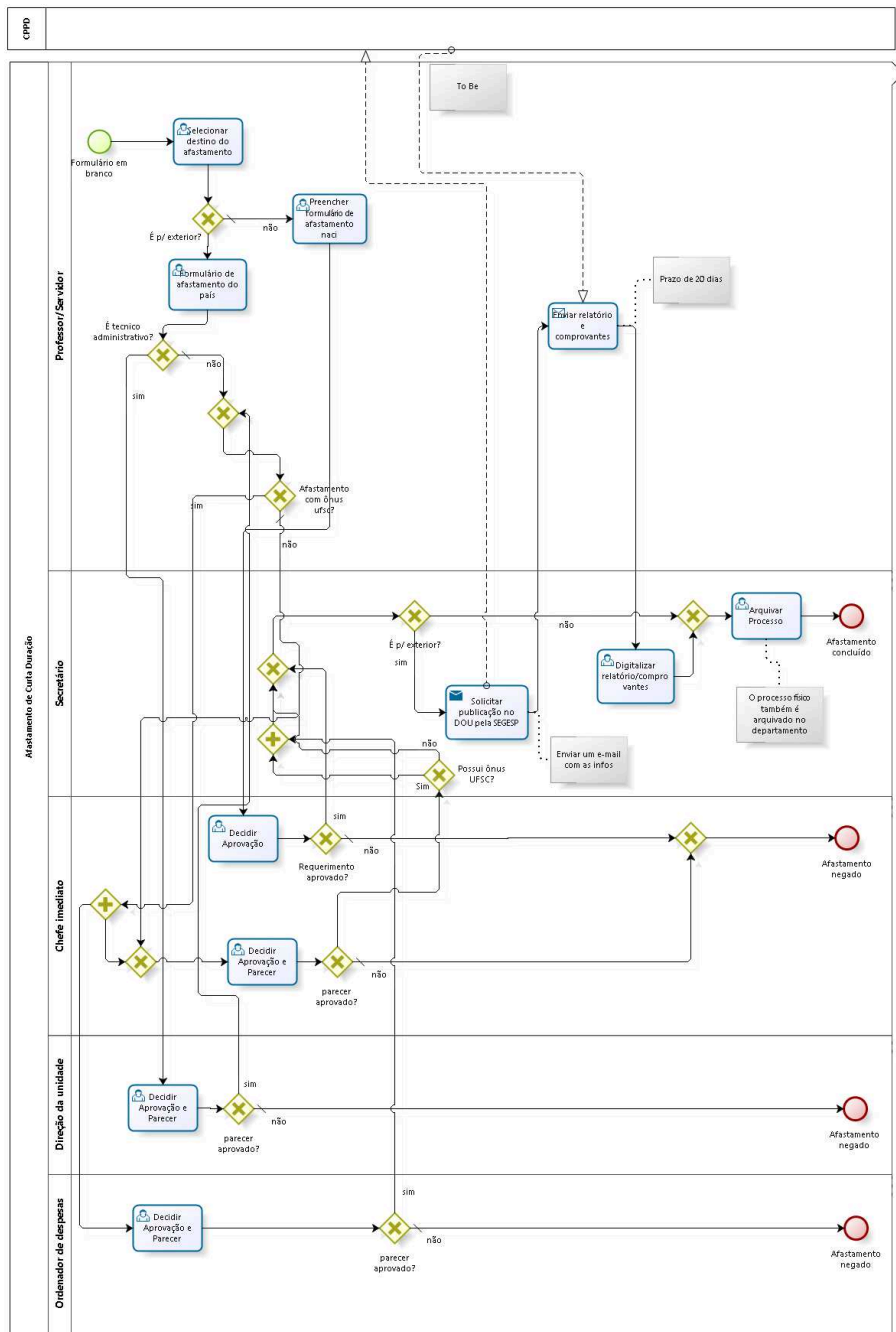 CPPD
To Be
Afastamento de Curta Duração
Professor/Servidor
Formulário em
branco
Selecionar
destino do
afastamento
É p/ exterior?
não
Preencher
formulário de
afastamento
naci
Formulário de
afastamento do
país
É tecnico
administrativo?
não
sim
Afastamento
com ônus
ufsc?
sim
não
Enviar relatório
e
comprovantes
Prazo de 20 dias
Secretário
É p/ exterior?
não
sim
Arquivar
Processo
Afastamento
concluído
Digitalizar
relatório/compro
vantes
Solicitar
publicação no
DOU pela SEGESP
O processo físico
também é
arquivado no
departamento
Enviar um e-mail
com as infos
não
Possui ônus
UFSC?
Sim
Chefe imediato
Decidir
Aprovação
sim
não
Requerimento
aprovado?
Afastamento
negado
Decidir
Aprovação e
Parecer
não
parecer
aprovado?
Direção da unidade
sim
Decidir
Aprovação e
Parecer
não
parecer
aprovado?
Afastamento
negado
Ordenador de despesas
sim
Decidir
Aprovação e
Parecer
não
parecer
aprovado?
Afastamento
negado